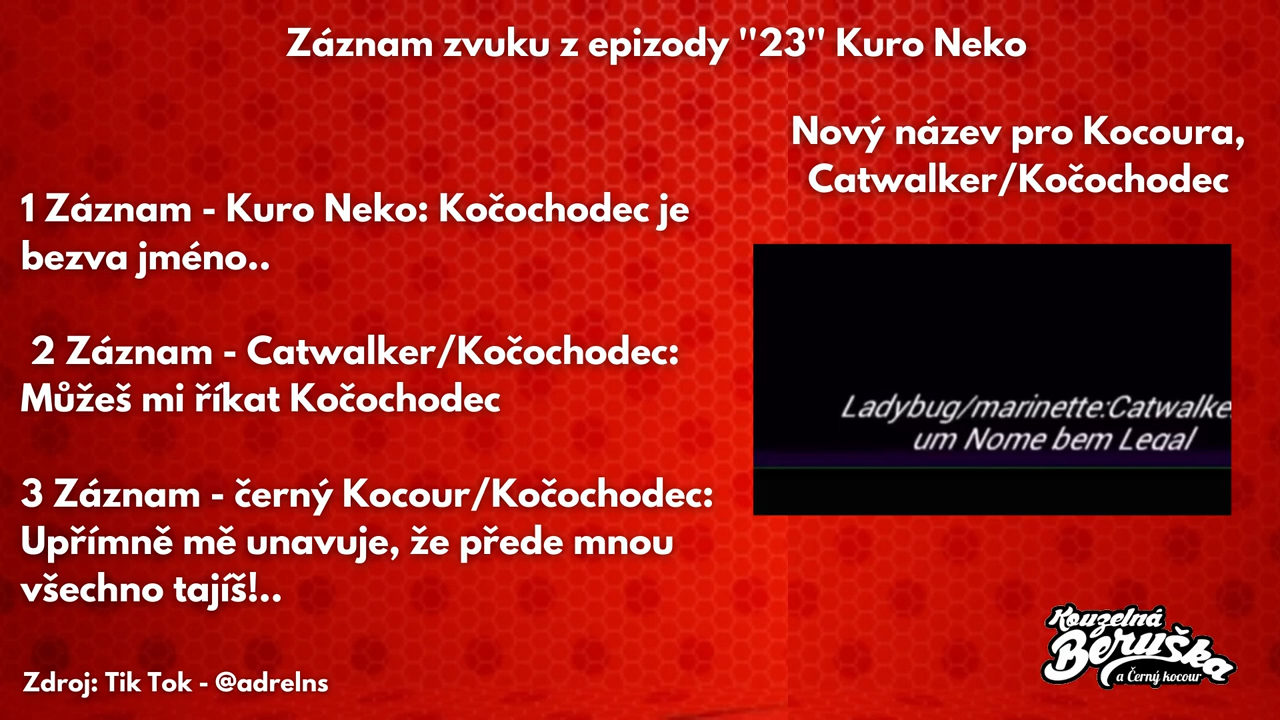 Záznam zvuku z epizody "23" Kuro Neko
Nový název pro Kocoura,
Catwalker/Kočochodec
1 Záznam - Kuro Neko: Kočochodec je
bezva jméno..
2 Záznam - Catwalker/Kočochodec:
Můžeš mi říkat Kočochodec
3 Záznam - černý Kocour/Kočochodec:
Upřímně mě unavuje, že přede mnou
všechno tajíš!..
Ladybug/marinette:Catwalke
um Nome bem Legal
Zdroj: Tik Tok - @adrelns
Kouzelná
Beruška
a Černý kocour